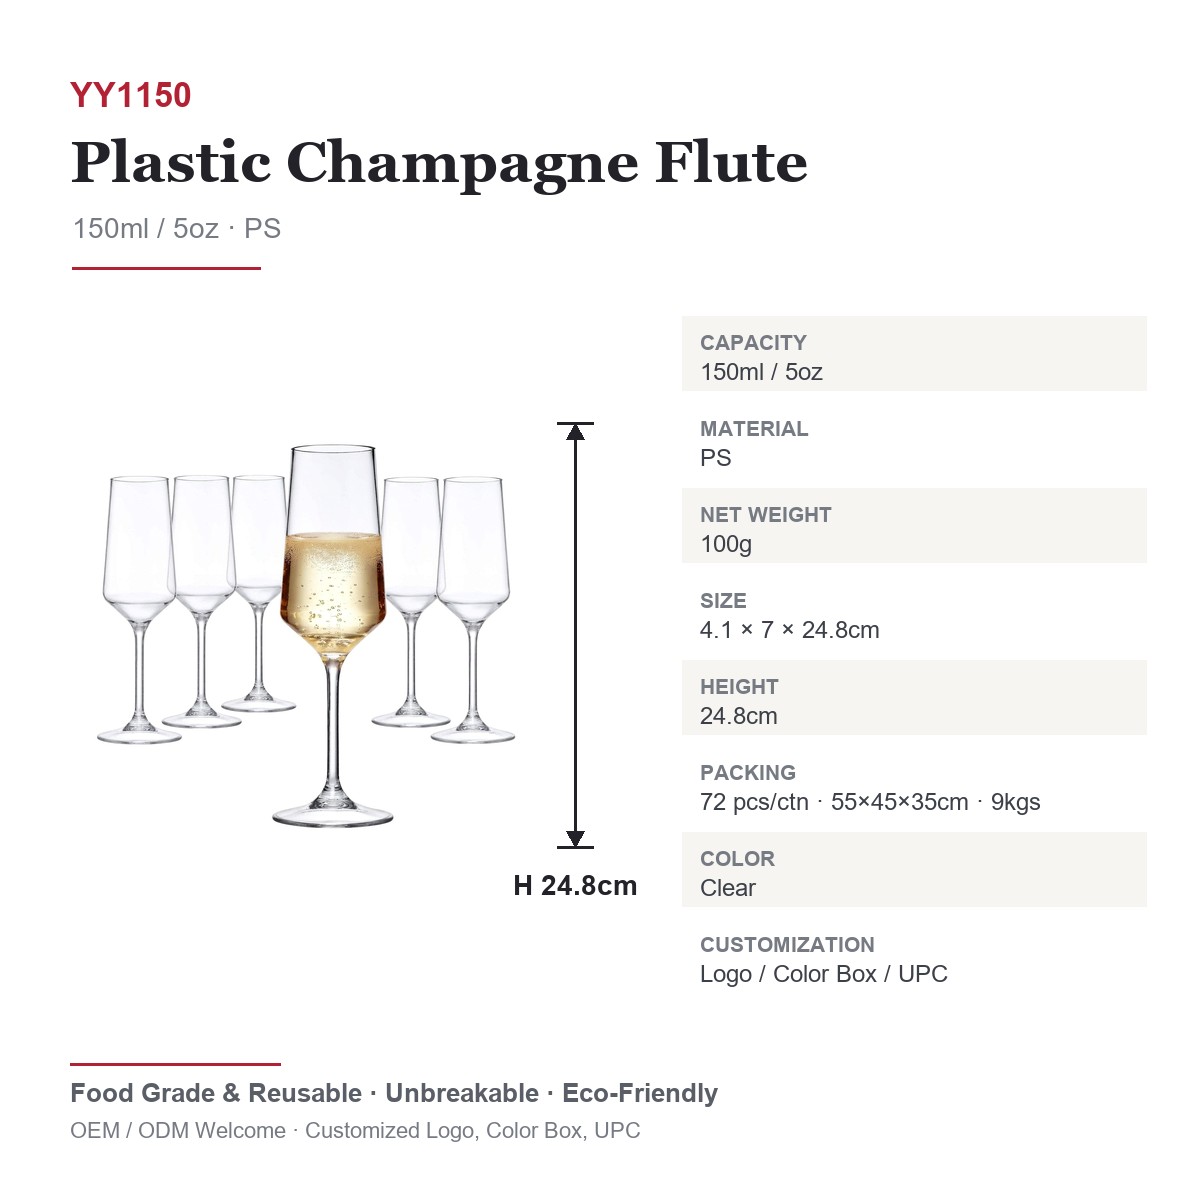 YY1150
Plastic Champagne Flute
150ml / 5oz · PS
CAPACITY
150ml / 5oz
MATERIAL
PS
NET WEIGHT
100g
SIZE
4.1 × 7 × 24.8cm
HEIGHT
24.8cm
PACKING
72 pcs/ctn · 55×45×35cm · 9kgs
COLOR
Clear
CUSTOMIZATION
Logo / Color Box / UPC
H 24.8cm
Food Grade & Reusable · Unbreakable · Eco-Friendly
OEM / ODM Welcome · Customized Logo, Color Box, UPC